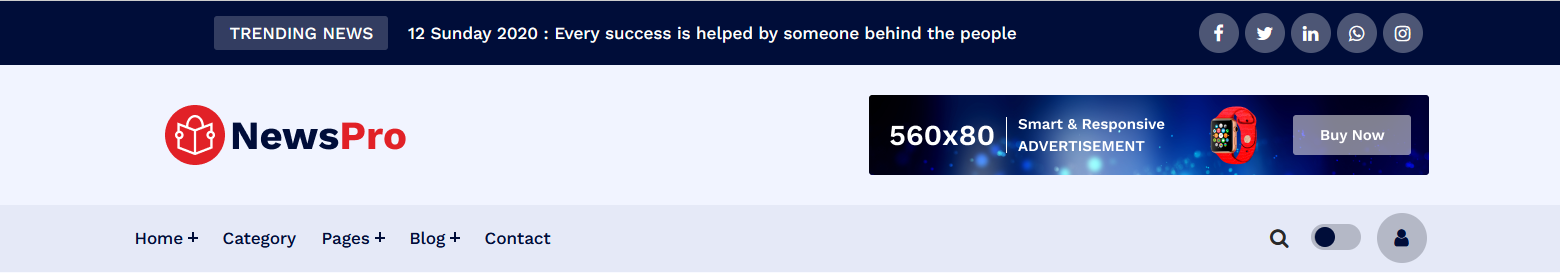 TRENDING NEWS
12 Sunday 2020 : Every success is helped by someone behind the people
NewsPro
560x80
Smart & Responsive
ADVERTISEMENT
Buy Now
Home +
Category
Pages +
Blog +
Contact